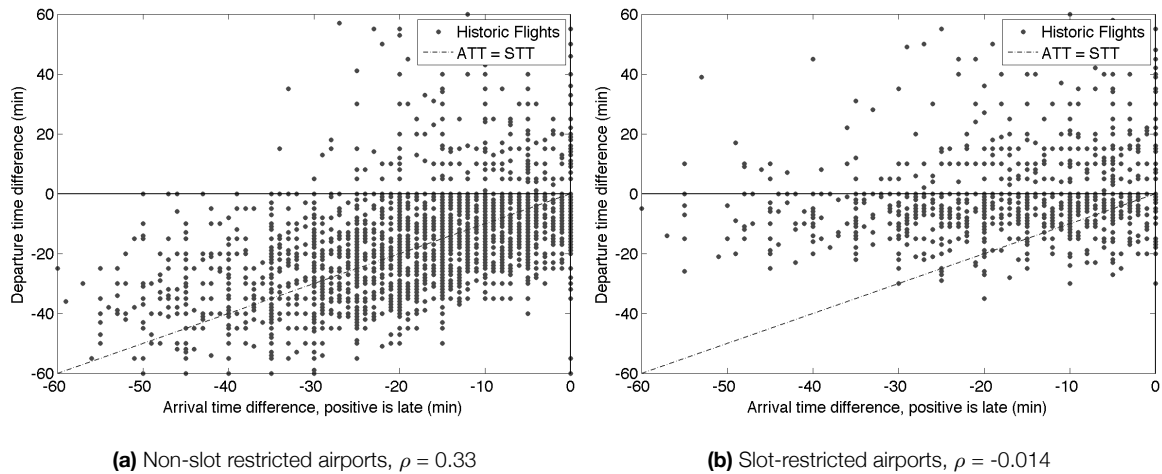 60
40
20
0
-20
-40
-60
Departure time difference (min)
-60
-50
-40
-30
-20
-10
0
Arrival time difference, positive is late (min)
Historic Flights
ATT = STT
(a) Non-slot restricted airports, ρ = 0.33
60
40
20
0
-20
-40
-60
Departure time difference (min)
-60
-50
-40
-30
-20
-10
0
Arrival time difference, positive is late (min)
Historic Flights
ATT = STT
(b) Slot-restricted airports, ρ = -0.014